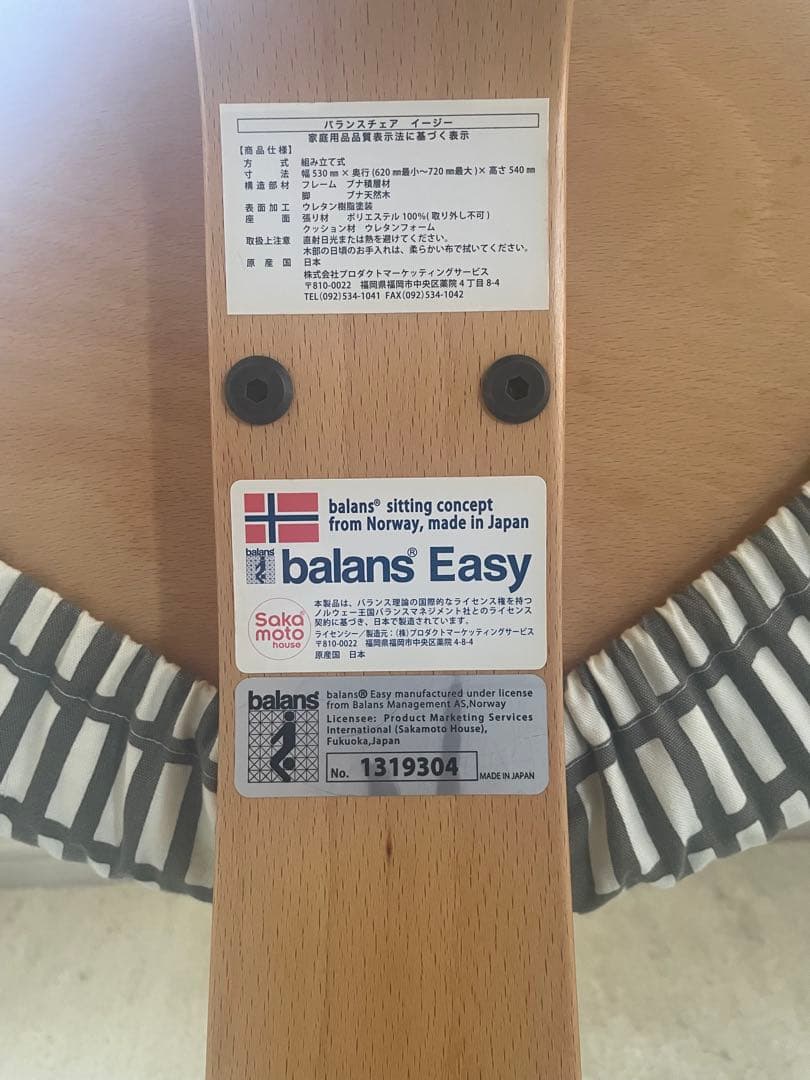 バランスチェア　イージー
家庭用品品質表示法に基づく表示
【商品仕様】
方　　式　組み立て式
寸　　法　幅 530 ㎜ × 奥行 (620 ㎜最小～720 ㎜最大 )× 高さ 540 ㎜
構造部材　フレーム　ブナ積層材
脚　　　　ブナ天然木
表面加工　ウレタン樹脂塗装
座　　面　張り材　　ポリエステル 100%( 取り外し不可 )
クッション材　ウレタンフォーム
取扱上注意　直射日光または熱を避けてください。
木部の日頃のお手入れは、柔らかい布で拭いてください。
原　産　国　日本
株式会社プロダクトマーケッティングサービス
〒810-0022　福岡県福岡市中央区薬院 4 丁目 8-4
TEL(092)534-1041 FAX(092)534-1042
balans® sitting concept
from Norway, made in Japan
balans
balans® Easy
Saka
moto
house
本製品は、バランス理論の国際的なライセンス権を持つ
ノルウェー王国バランスマネジメント社とのライセンス
契約に基づき、日本で製造されています。
ライセンシー／製造元：（株）プロダクトマーケッティングサービス
〒810-0022　福岡県福岡市中央区薬院 4-8-4
原産国　日本
balans®
balans® Easy manufactured under license
from Balans Management AS,Norway
Licensee: Product Marketing Services
International (Sakamoto House),
Fukuoka,Japan
No. 1319304
MADE IN JAPAN